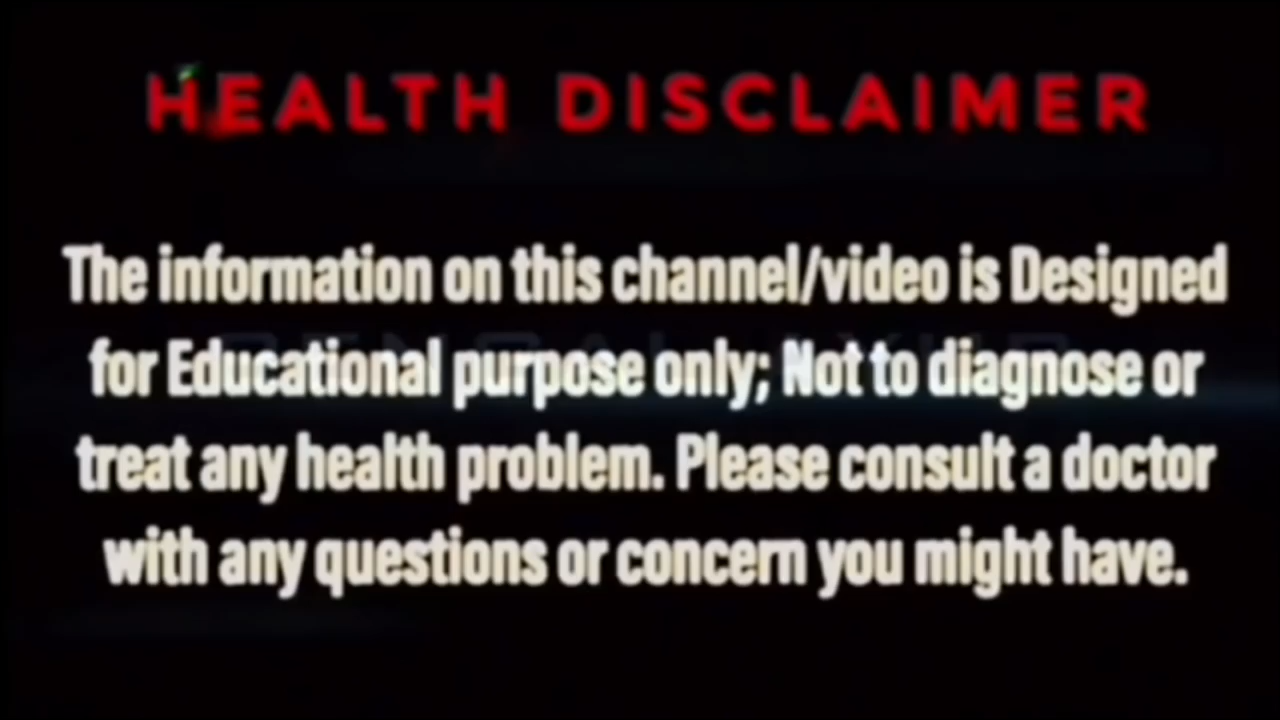 HEALTH DISCLAIMER
The information on this channel/video is Designed
for Educational purpose only; Not to diagnose or
treat any health problem. Please consult a doctor
with any questions or concern you might have.